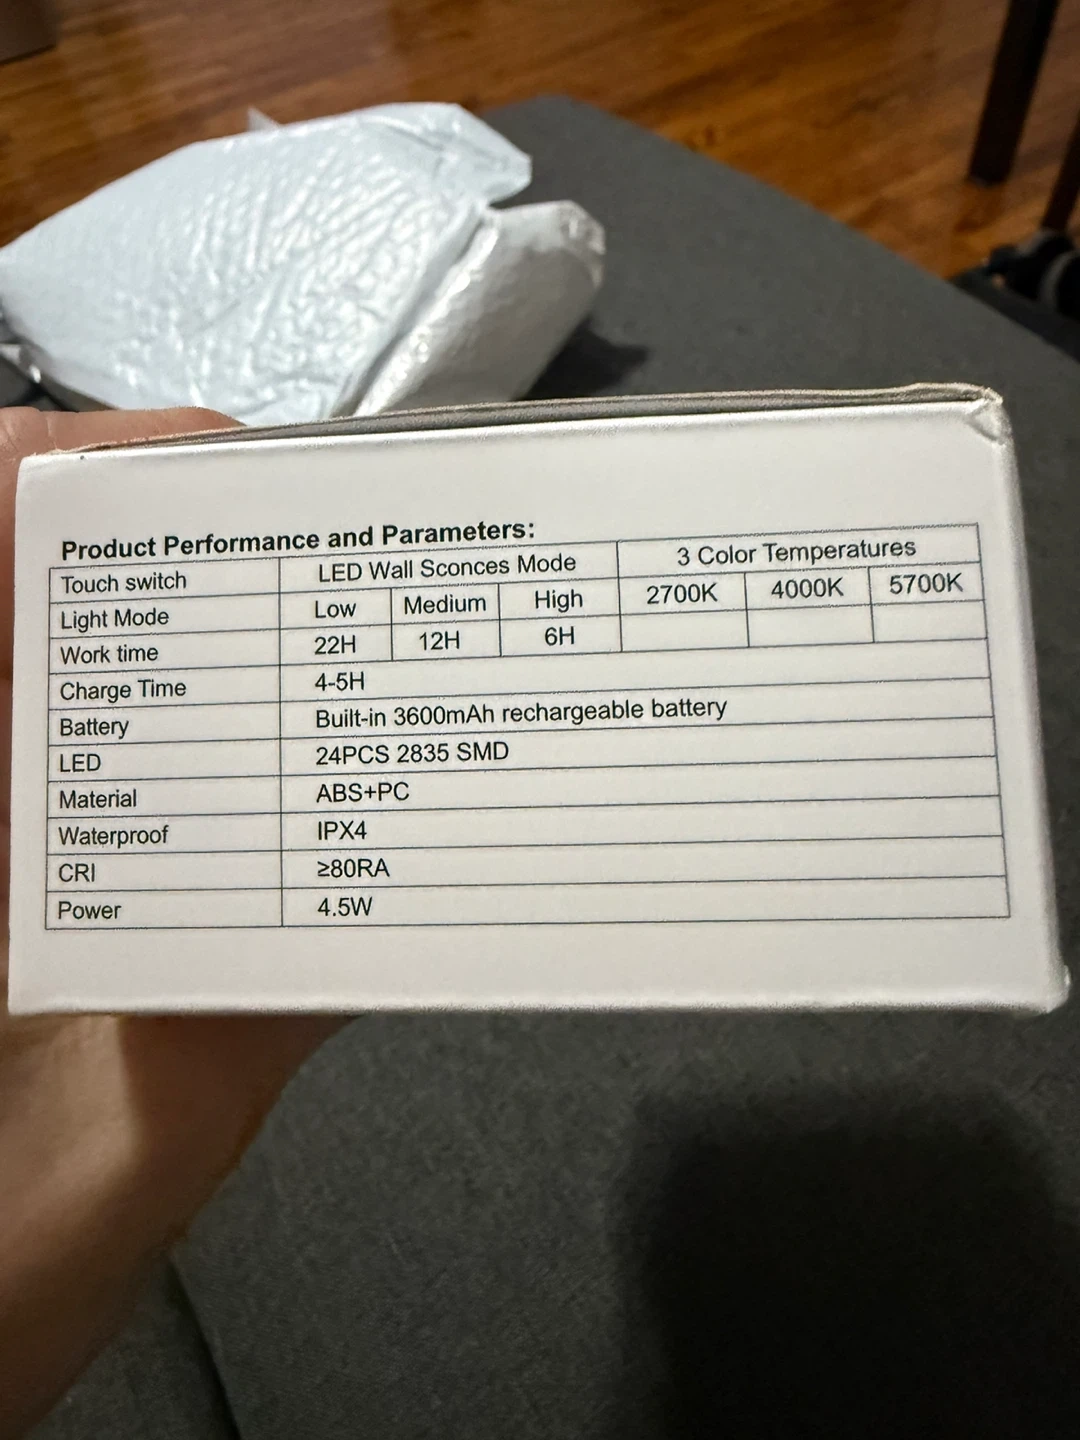 Product Performance and Parameters:
Touch switch LED Wall Sconces Mode 3 Color Temperatures
Light Mode Low Medium High 2700K 4000K 5700K
Work time 22H 12H 6H
Charge Time 4-5H
Battery Built-in 3600mAh rechargeable battery
LED 24PCS 2835 SMD
Material ABS+PC
Waterproof IPX4
CRI ≥80RA
Power 4.5W